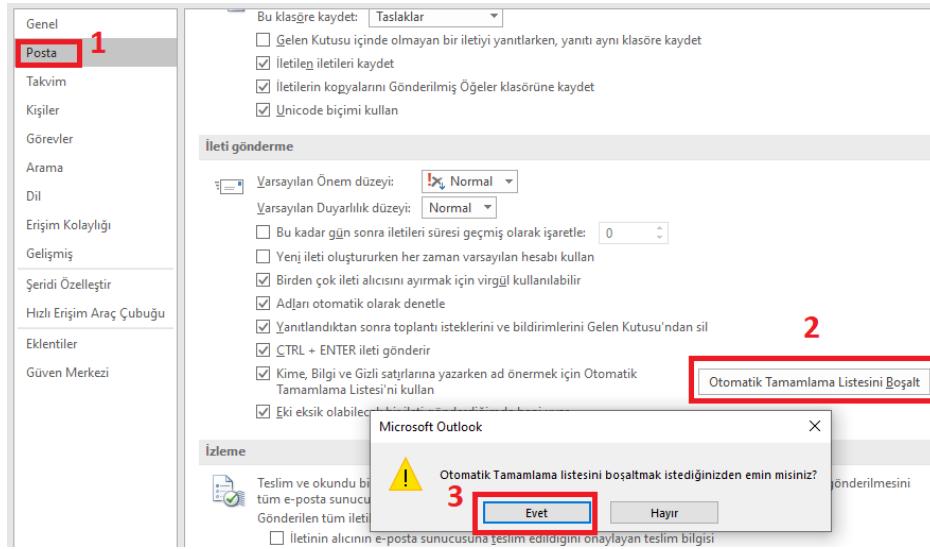 Genel
Posta
1
Takvim
Kişiler
Görevler
Arama
Dil
Erişim Kolaylığı
Gelişmiş
Şeridi Özelleştir
Hızlı Erişim Araç Çubuğu
Eklentiler
Güven Merkezi
Bu klasöre kaydet: Taslaklar
Gelen Kutusu içinde olmayan bir iletiyi yanıtlarken, yanıtı aynı klasöre kaydet
İletilen iletileri kaydet
İletilerin kopyalarını Gönderilmiş Öğeler klasörüne kaydet
Unicode biçimi kullan
İleti gönderme
Varsayılan Önem düzeyi: Normal
Varsayılan Duyarlılık düzeyi: Normal
Bu kadar gün sonra iletileri süresi geçmiş olarak işaretle: 0
Yeni ileti oluştururken her zaman varsayılan hesabı kullan
Birden çok ileti alıcısını ayırmak için virgül kullanılabilir
Adları otomatik olarak denetle
Yanıtlandıktan sonra toplantı isteklerini ve bildirimlerini Gelen Kutusu'ndan sil
CTRL + ENTER ileti gönderir
Kime, Bilgi ve Gizli satırlarına yazarken ad önermek için Otomatik
Tamamlama Listesi'ni kullan
2
Otomatik Tamamlama Listesini Boşalt
Eki eksik
Microsoft Outlook
Otomatik Tamamlama listesini boşaltmak istediğinizden emin misiniz?
3
Evet Hayır
İzleme
Teslim ve okundu gönderilmesini
tüm e-posta
Gönderilen tüm
İletinin alıcının e-posta sunucusuna teslim edildiğini onaylayan teslim bilgisi